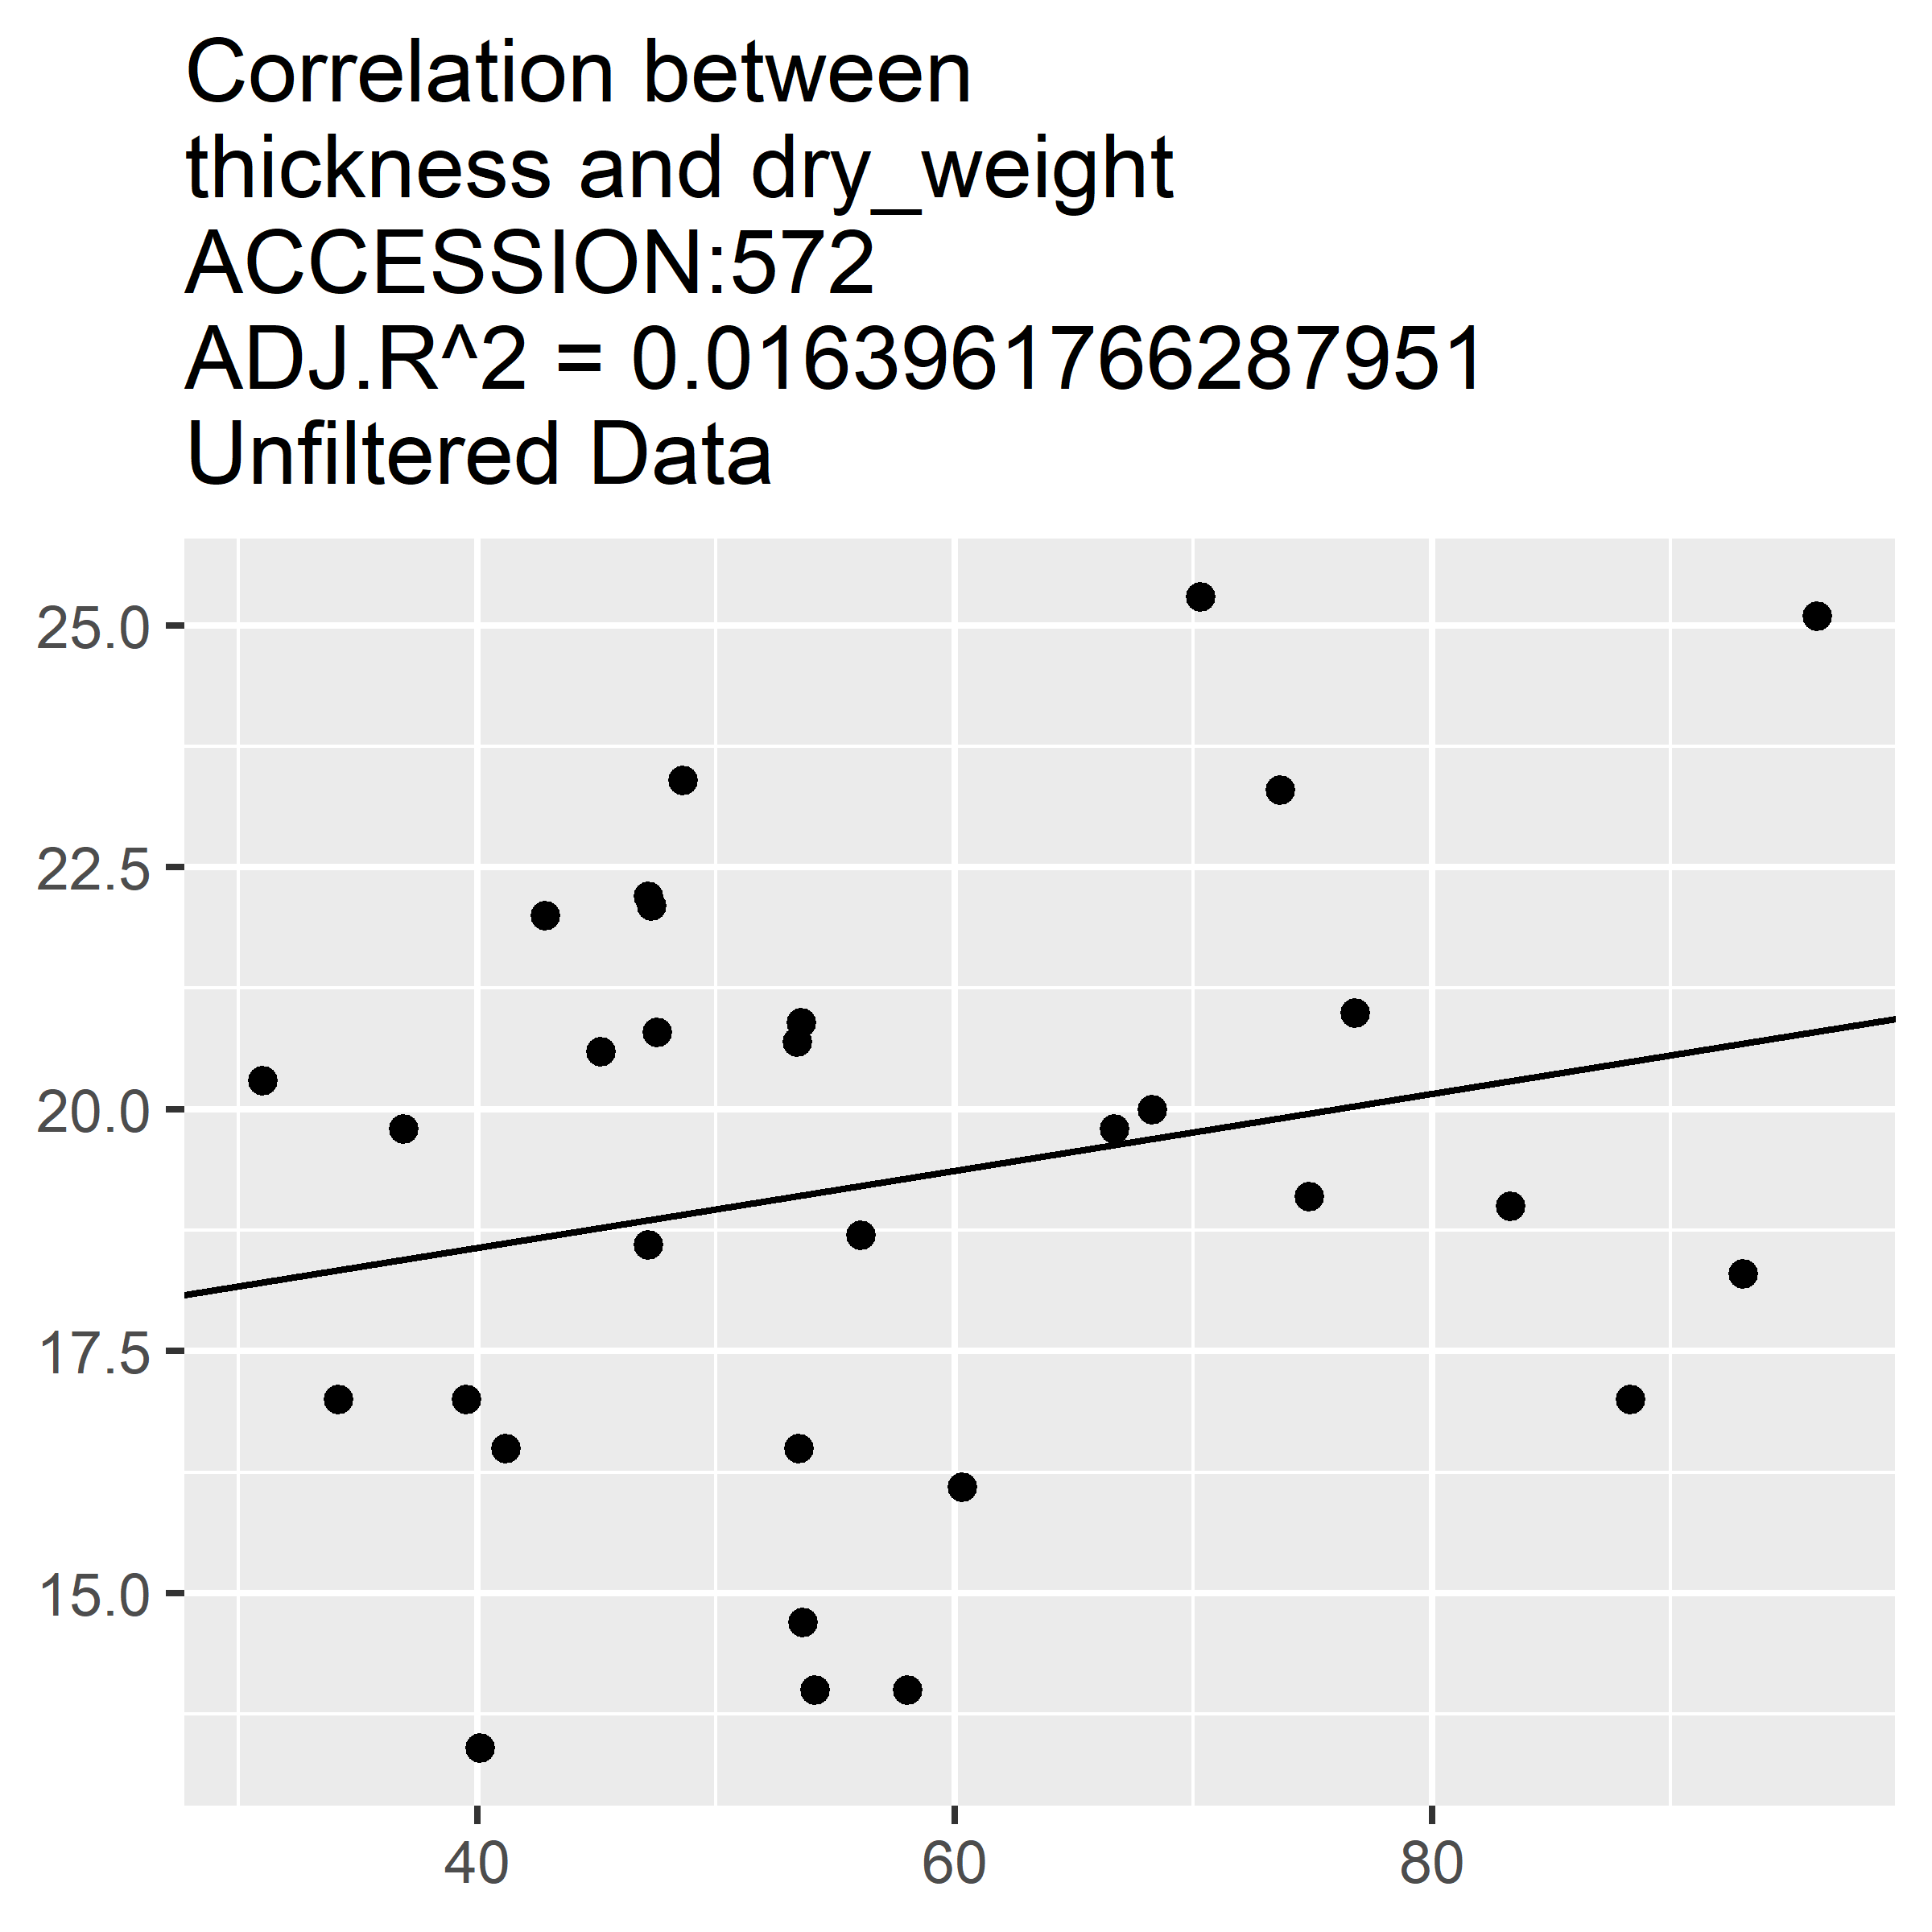 Correlation between
thickness and dry_weight
ACCESSION:572
ADJ.R^2 = 0.0163961766287951
Unfiltered Data
25.0
22.5
20.0
17.5
15.0
40 60 80